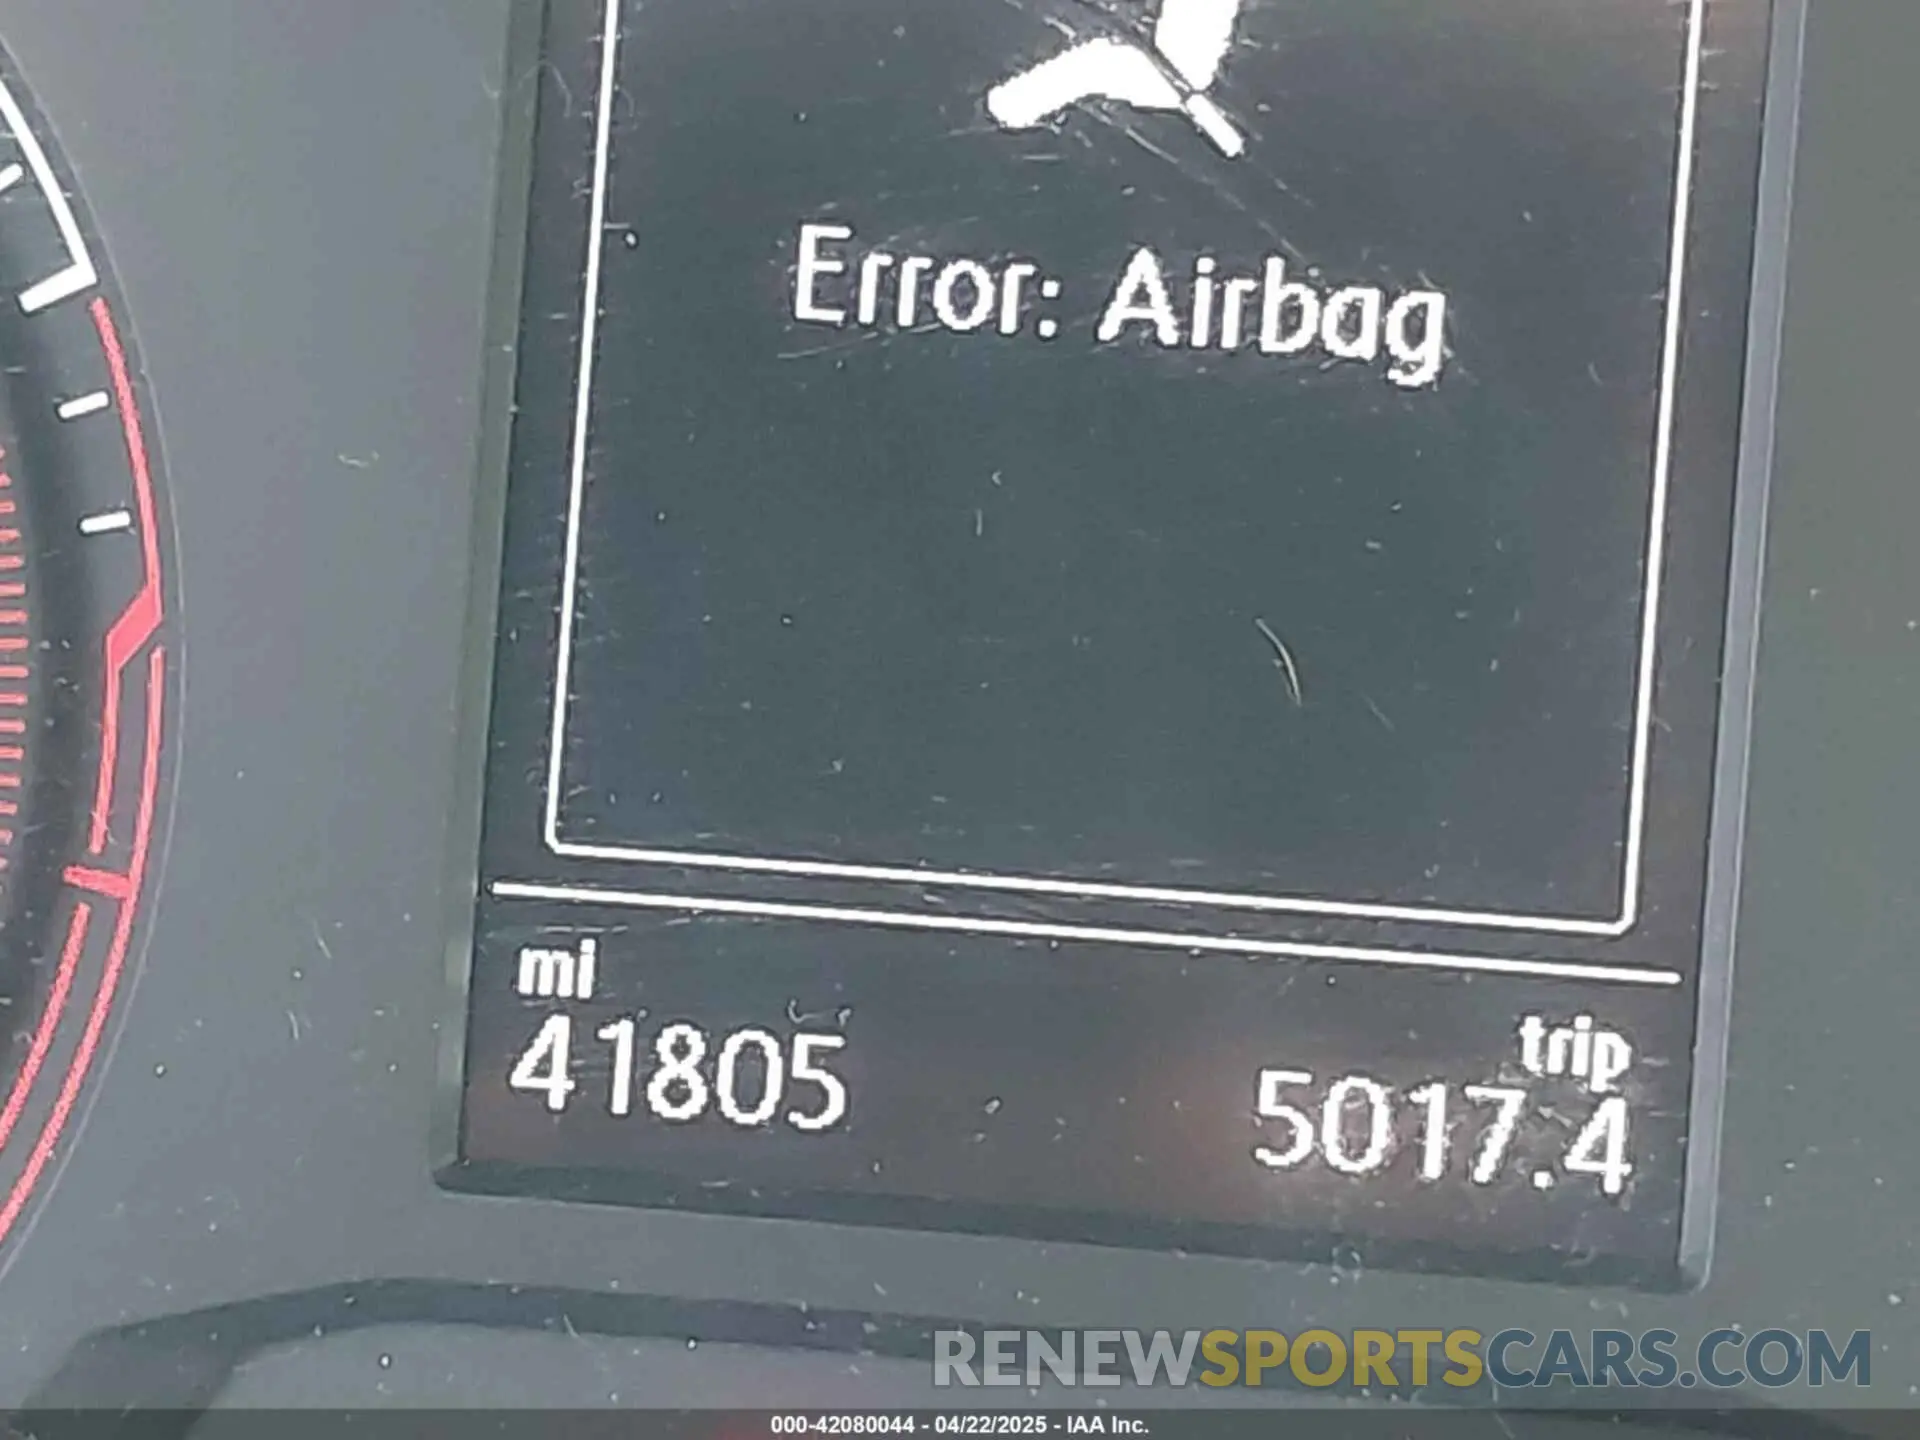 Error: Airbag
mi
trip
41805
5017.4
RENEWSPORTSCARS.COM
000-42080044 - 04/22/2025 - IAA Inc.